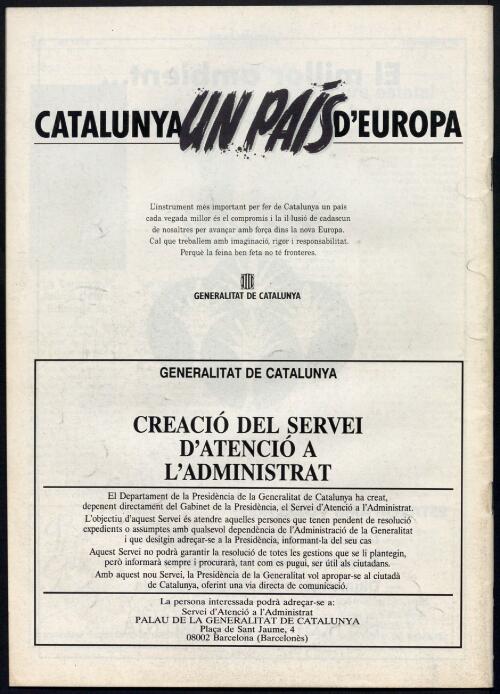 CATALUNYA UN PAÍS D'EUROPA
L'instrument més important per fer de Catalunya un país
cada vegada millor és el compromís i la il·lusió de cadascun
de nosaltres per avançar amb força dins la nova Europa.
Cal que treballem amb imaginació, rigor i responsabilitat.
Perquè la feina ben feta no té fronteres.
GENERALITAT DE CATALUNYA
GENERALITAT DE CATALUNYA
CREACIÓ DEL SERVEI
D'ATENCIÓ A
L'ADMINISTRAT
El Departament de la Presidència de la Generalitat de Catalunya ha creat,
depenent directament del Gabinet de la Presidència, el Servei d'Atenció a l'Administrat.
L'objectiu d'aquest Servei és atendre aquelles persones que tenen pendent de resolució
expedients o assumptes amb qualsevol dependència de l'Administració de la Generalitat
i que desitgin adreçar-se a la Presidència, informant-la del seu cas
Aquest Servei no podrà garantir la resolució de totes les gestions que se li plantegin,
però informarà sempre i procurarà, tant com es pugui, ser útil als ciutadans.
Amb aquest nou Servei, la Presidència de la Generalitat vol apropar-se al ciutadà
de Catalunya, oferint una via directa de comunicació.
La persona interessada podrà adreçar-se a:
Servei d'Atenció a l'Administrat
PALAU DE LA GENERALITAT DE CATALUNYA
Plaça de Sant Jaume, 4
08002 Barcelona (Barcelonès)